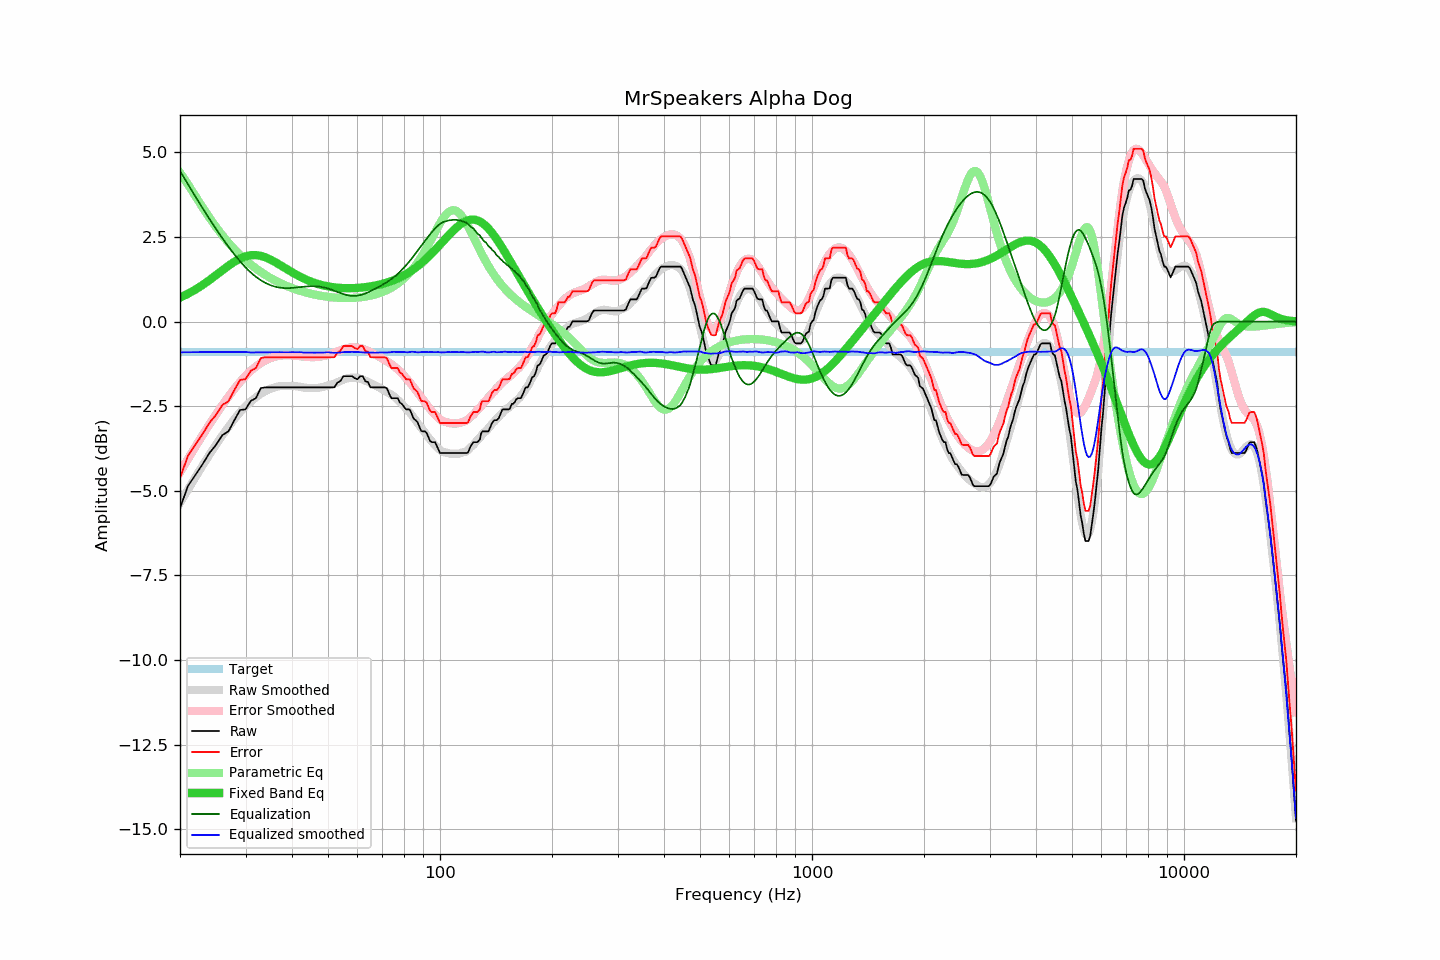 MrSpeakers Alpha Dog
5.0
2.5
0.0
−2.5
−5.0
−7.5
−10.0
−12.5
−15.0
Amplitude (dBr)
Target
Raw Smoothed
Error Smoothed
Raw
Error
Parametric Eq
Fixed Band Eq
Equalization
Equalized smoothed
100 1000 10000
Frequency (Hz)